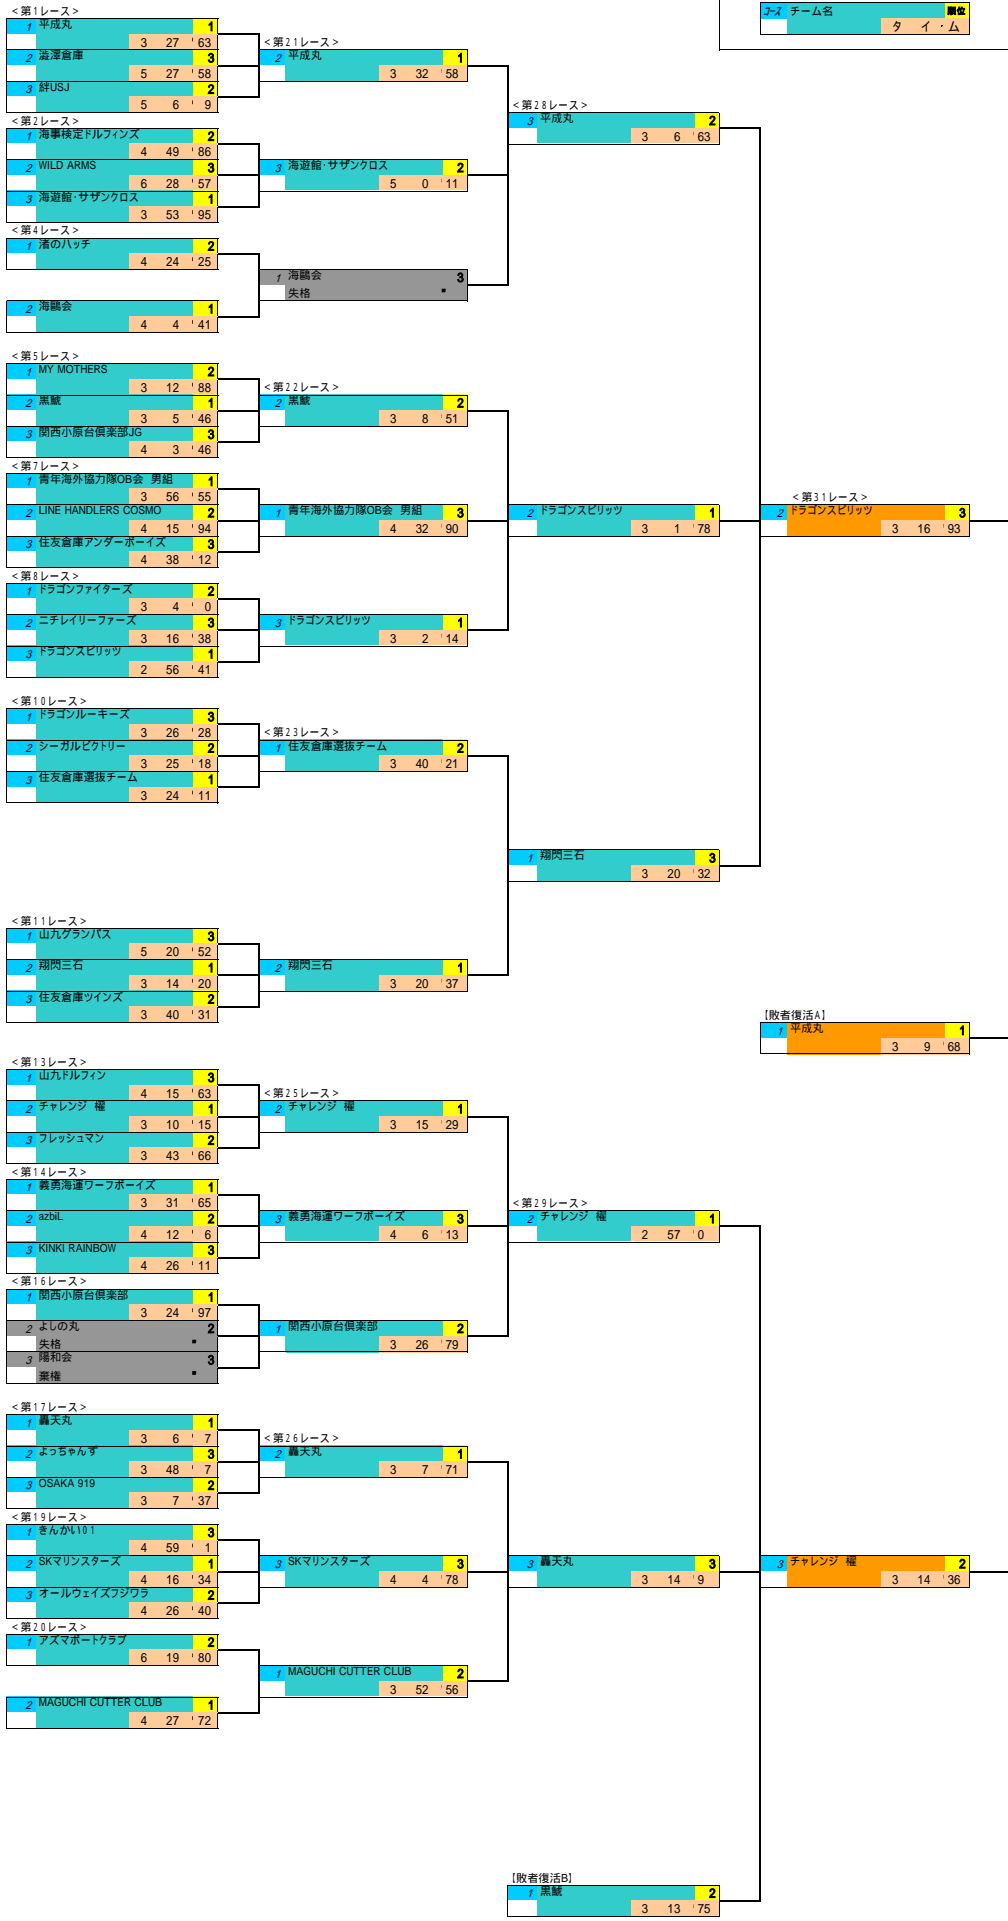 コース チーム名 順位
タ イ ・ ム
<第1レース>
1 平成丸 1
3 27 '63
2 澁澤倉庫 3
5 27 '58
3 絆USJ 2
5 6 '9
<第2レース>
1 海事検定ドルフィンズ 2
4 49 '86
2 WILD ARMS 3
6 28 '57
3 海遊館・サザンクロス 1
3 53 '95
<第4レース>
1 渚のハッチ 2
4 24 '25
2 海鷗会 1
4 4 '41
<第5レース>
1 MY MOTHERS 2
3 12 '88
2 黒鯱 1
3 5 '46
3 関西小原台倶楽部JG 3
4 3 '46
<第7レース>
1 青年海外協力隊OB会 男組 1
3 56 '55
2 LINE HANDLERS COSMO 2
4 15 '94
3 住友倉庫アンダーボーイズ 3
4 38 '12
<第8レース>
1 ドラゴンファイターズ 2
3 4 '0
2 ニチレイリーファーズ 3
3 16 '38
3 ドラゴンスピリッツ 1
2 56 '41
<第10レース>
1 ドラゴンルーキーズ 3
3 26 '28
2 シーガルビクトリー 2
3 25 '18
3 住友倉庫選抜チーム 1
3 24 '11
<第11レース>
1 山九グランパス 3
5 20 '52
2 翔閃三石 1
3 14 '20
3 住友倉庫ツインズ 2
3 40 '31
<第13レース>
1 山九ドルフィン 3
4 15 '63
2 チャレンジ 櫂 1
3 10 '15
3 フレッシュマン 2
3 43 '66
<第14レース>
1 義勇海運ワーフボーイズ 1
3 31 '65
2 azbiL 2
4 12 '6
3 KINKI RAINBOW 3
4 26 '11
<第16レース>
1 関西小原台倶楽部 1
3 24 '97
2 よしの丸 2
失格 "
3 陽和会 3
棄権 "
<第17レース>
1 轟天丸 1
3 6 '7
2 よっちゃんず 3
3 48 '7
3 OSAKA 919 2
3 7 '37
<第19レース>
1 きんかい01 3
4 59 '1
2 SKマリンスターズ 1
4 16 '34
3 オールウェイズフジワラ 2
4 26 '40
<第20レース>
1 アズマボートクラブ 2
6 19 '80
2 MAGUCHI CUTTER CLUB 1
4 27 '72
<第21レース>
2 平成丸 1
3 32 '58
3 海遊館・サザンクロス 2
5 0 '11
1 海鷗会 3
失格 "
<第22レース>
2 黒鯱 2
3 8 '51
1 青年海外協力隊OB会 男組 3
4 32 '90
3 ドラゴンスピリッツ 1
3 2 '14
<第23レース>
1 住友倉庫選抜チーム 2
3 40 '21
2 翔閃三石 1
3 20 '37
<第25レース>
2 チャレンジ 櫂 1
3 15 '29
3 義勇海運ワーフボーイズ 3
4 6 '13
1 関西小原台倶楽部 2
3 26 '79
<第26レース>
2 轟天丸 1
3 7 '71
3 SKマリンスターズ 3
4 4 '78
1 MAGUCHI CUTTER CLUB 2
3 52 '56
<第28レース>
3 平成丸 2
3 6 '63
2 ドラゴンスピリッツ 1
3 1 '78
1 翔閃三石 3
3 20 '32
<第29レース>
2 チャレンジ 櫂 1
2 57 '0
3 轟天丸 3
3 14 '9
【敗者復活B】
1 黒鯱 2
3 13 '75
<第31レース>
2 ドラゴンスピリッツ 3
3 16 '93
【敗者復活A】
1 平成丸 1
3 9 '68
3 チャレンジ 櫂 2
3 14 '36